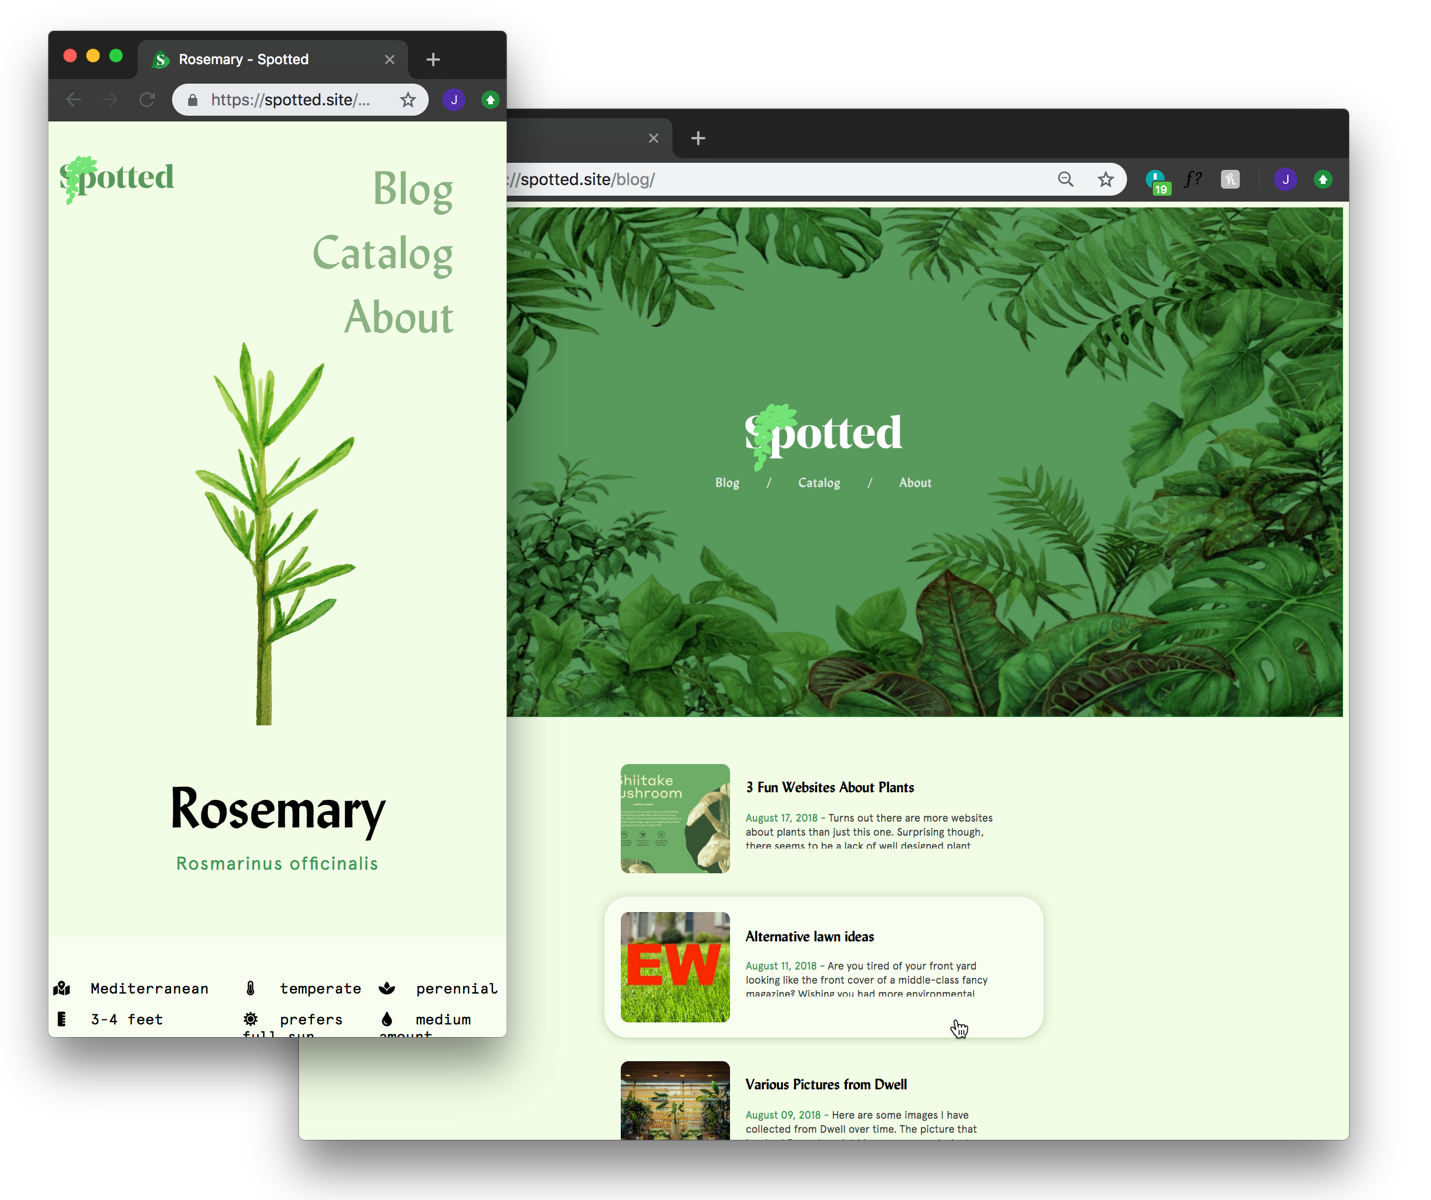 Rosemary - Spotted
https://spotted.site/...
J
Spotted
Blog
Catalog
About
Rosemary
Rosmarinus officinalis
Mediterranean
temperate
perennial
3-4 feet
prefers
full sun
medium
amount
://spotted.site/blog/
19
f?
h
J
Spotted
Blog / Catalog / About
Shiitake
ushroom
3 Fun Websites About Plants
August 17, 2018 - Turns out there are more websites
about plants than just this one. Surprising though,
there seems to be a lack of well designed plant
EW
Alternative lawn ideas
August 11, 2018 - Are you tired of your front yard
looking like the front cover of a middle-class fancy
magazine? Wishing you had more environmental
Various Pictures from Dwell
August 09, 2018 - Here are some images I have
collected from Dwell over time. The picture that